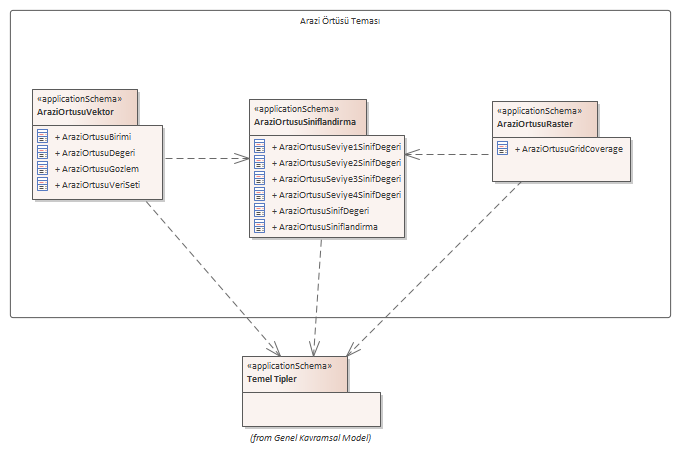 Arazi Örtüsü Teması
«applicationSchema»
AraziOrtusuVektor
+ AraziOrtusuBirimi
+ AraziOrtusuDegeri
+ AraziOrtusuGozlem
+ AraziOrtusuVeriSeti
«applicationSchema»
AraziOrtusuSiniflandirma
+ AraziOrtusuSeviye1SinifDegeri
+ AraziOrtusuSeviye2SinifDegeri
+ AraziOrtusuSeviye3SinifDegeri
+ AraziOrtusuSeviye4SinifDegeri
+ AraziOrtusuSinifDegeri
+ AraziOrtusuSiniflandirma
«applicationSchema»
AraziOrtusuRaster
+ AraziOrtusuGridCoverage
«applicationSchema»
Temel Tipler
(from Genel Kavramsal Model)